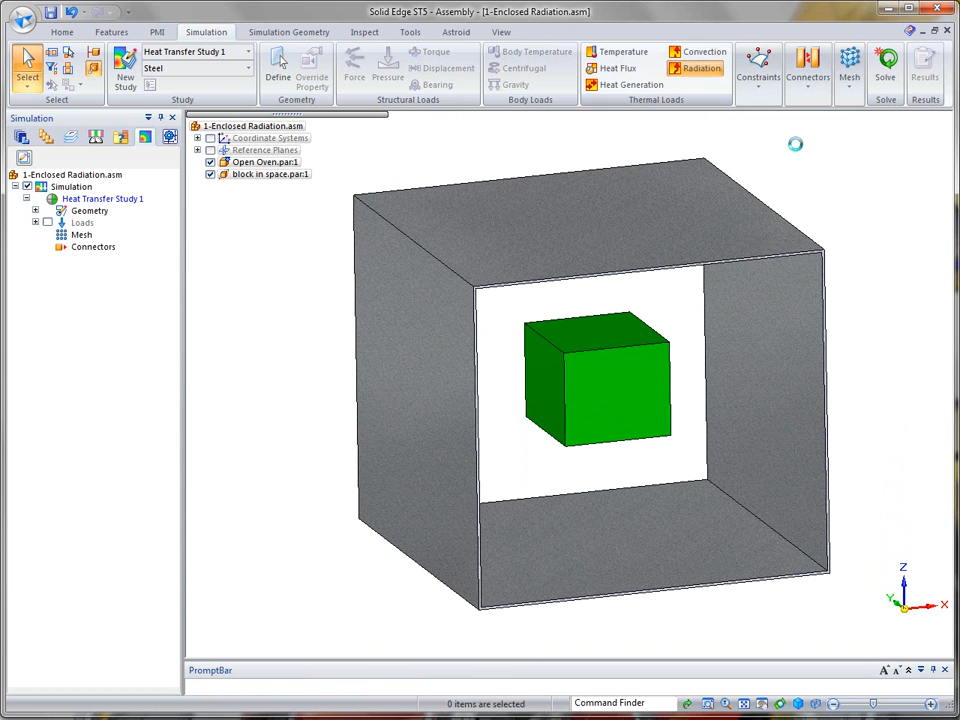 Solid Edge ST5 - Assembly - [1-Enclosed Radiation.asm]
Home Features PMI Simulation Simulation Geometry Inspect Tools Astroid View
Select
Select
New Study
Heat Transfer Study 1
Steel
Study
Define
Override Property
Geometry
Force
Pressure
Torque
Displacement
Bearing
Structural Loads
Body Temperature
Centrifugal
Gravity
Body Loads
Temperature
Heat Flux
Heat Generation
Convection
Radiation
Thermal Loads
Constraints
Connectors
Mesh
Solve
Solve
Results
Results
Simulation
1-Enclosed Radiation.asm
Simulation
Heat Transfer Study 1
Geometry
Loads
Mesh
Connectors
1-Enclosed Radiation.asm
Coordinate Systems
Reference Planes
Open Oven.par:1
block in space.par:1
Z
Y
X
PromptBar
A A
0 items are selected
Command Finder